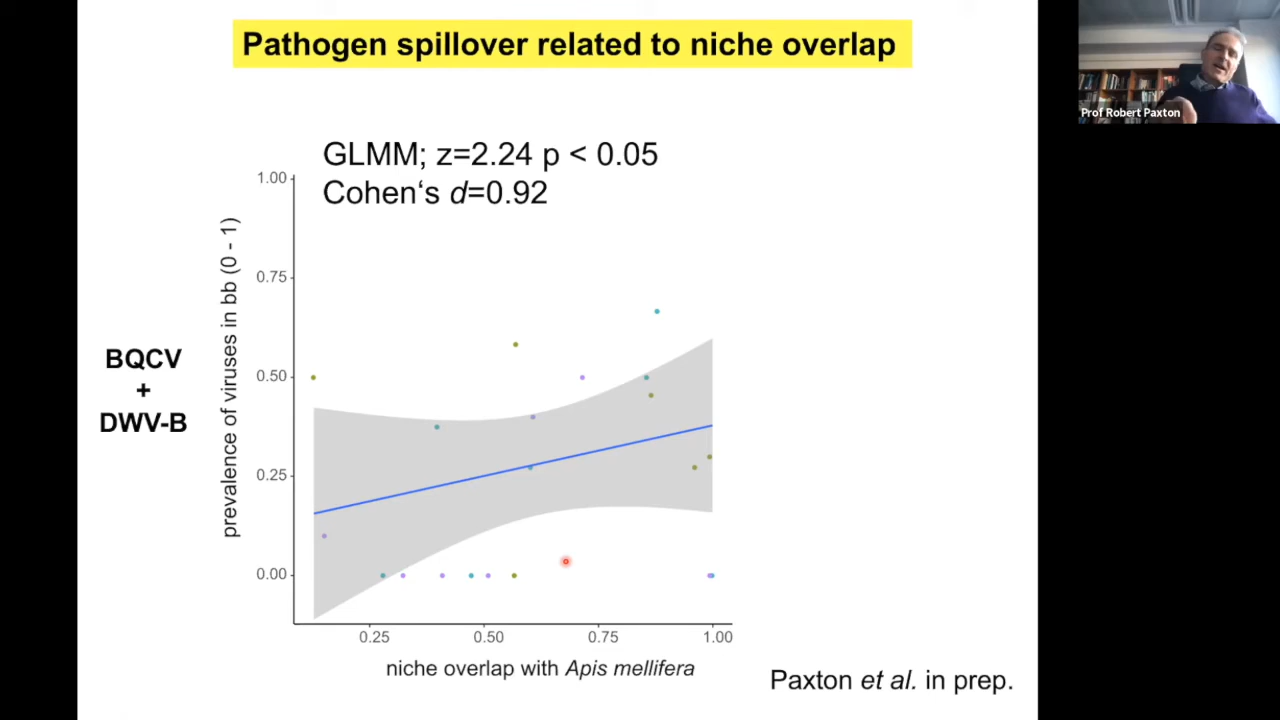 Pathogen spillover related to niche overlap
Prof Robert Paxton
GLMM; z=2.24 p < 0.05
Cohen‘s d=0.92
prevalence of viruses in bb (0 - 1)
1.00
0.75
0.50
0.25
0.00
BQCV
+
DWV-B
0.25 0.50 0.75 1.00
niche overlap with Apis mellifera
Paxton et al. in prep.